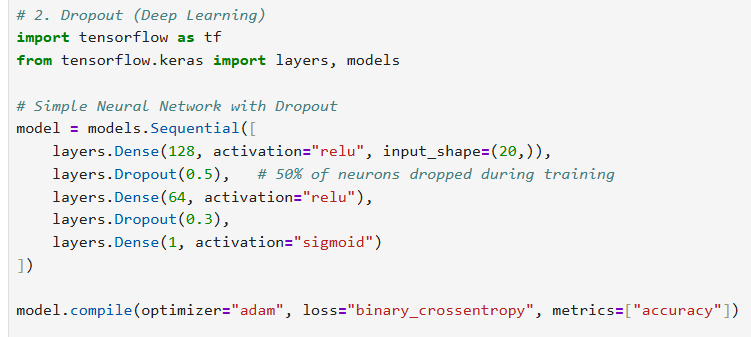 # 2. Dropout (Deep Learning)
import tensorflow as tf
from tensorflow.keras import layers, models

# Simple Neural Network with Dropout
model = models.Sequential([
    layers.Dense(128, activation="relu", input_shape=(20,)),
    layers.Dropout(0.5),   # 50% of neurons dropped during training
    layers.Dense(64, activation="relu"),
    layers.Dropout(0.3),
    layers.Dense(1, activation="sigmoid")
])

model.compile(optimizer="adam", loss="binary_crossentropy", metrics=["accuracy"])